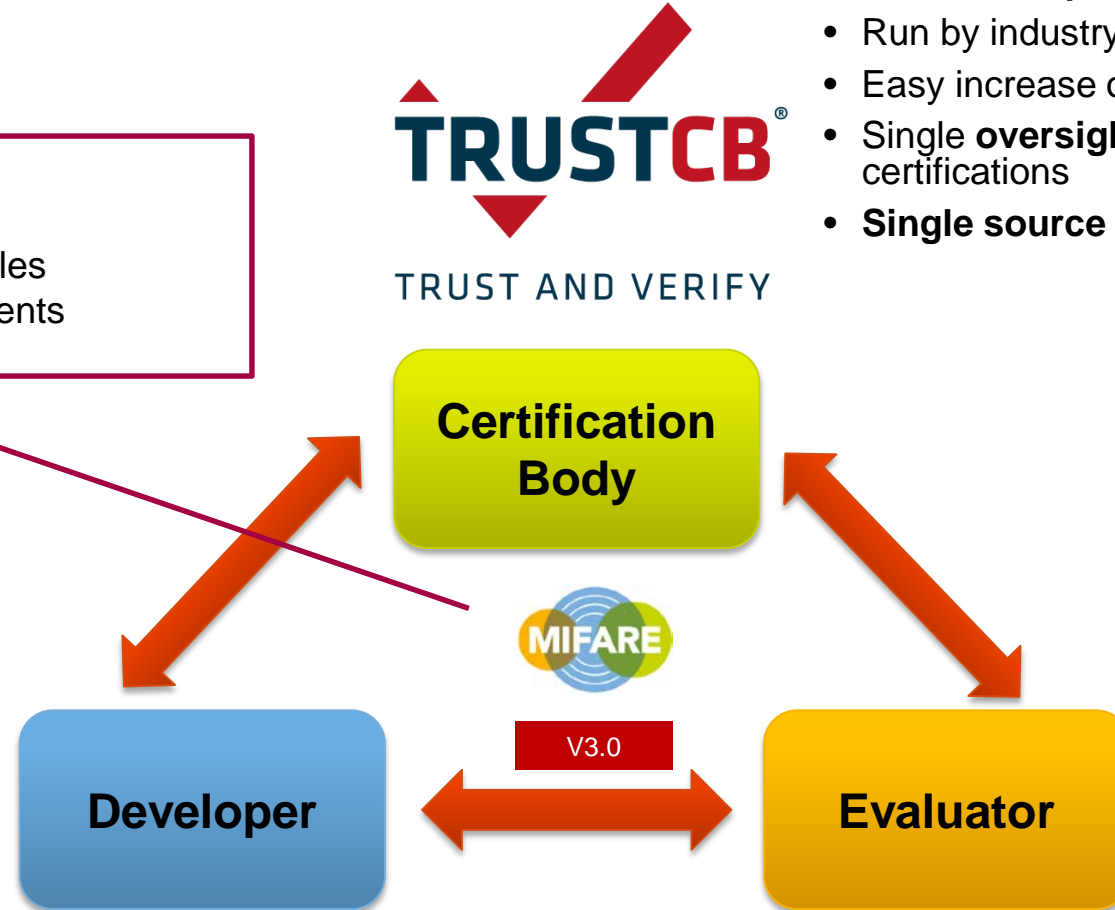 • Run by industry
• Easy increase
• Single oversigh
certifications
• Single source
TRUSTCB®
TRUST AND VERIFY
les
ents
Certification
Body
MIFARE
V3.0
Developer
Evaluator